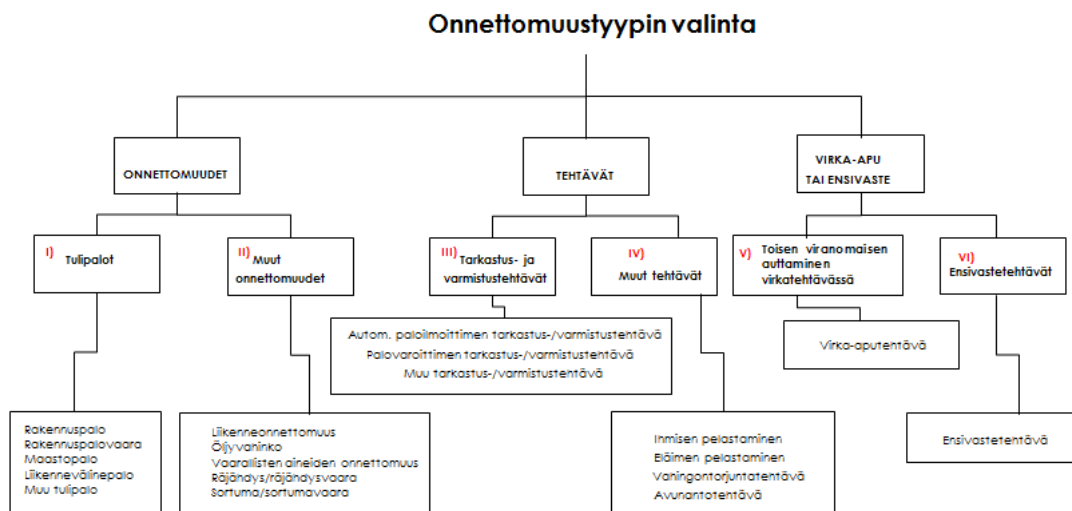 Onnettomuustyypin valinta
ONNETTOMUUDET
TEHTÄVÄT
VIRKA-APU
TAI ENSIVASTE
I) Tulipalot
II) Muut
onnettomuudet
III) Tarkastus- ja
varmistustehtävät
IV)
Muut tehtävät
V) Toisen viranomaisen
auttaminen
virkatehtävässä
VI)
Ensivastetehtävät
Autom. paloilmoittimen tarkastus-/varmistustehtävä
Palovaroittimen tarkastus-/varmistustehtävä
Muu tarkastus-/varmistustehtävä
Virka-aputehtävä
Rakennuspalo
Rakennuspalovaara
Maastopalo
Liikennevälinepalo
Muu tulipalo
Liikenneonnettomuus
Öljyvahinko
Vaarallisten aineiden onnettomuus
Räjähdys/räjähdysvaara
Sortuma/sortumavaara
Ihmisen pelastaminen
Eläimen pelastaminen
Vahingontorjuntatehtävä
Avunantotehtävä
Ensivastetehtävä